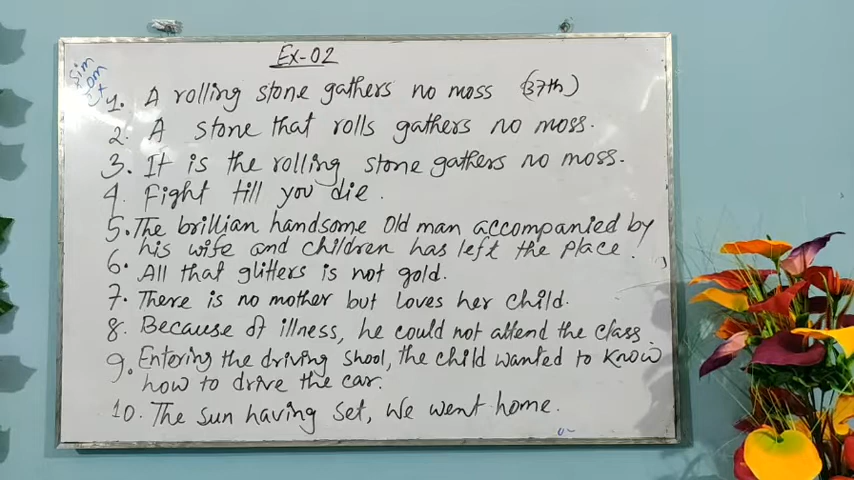 Ex-02
Sim
Com
Cx
1. A rolling stone gathers no moss (37th)
2. A stone that rolls gathers no moss.
3. It is the rolling stone gathers no moss.
4. Fight till you die.
5. The brillian handsome Old man accompanied by
his wife and children has left the place.
6. All that glitters is not gold.
7. There is no mother but loves her child.
8. Because of illness, he could not attend the class.
9. Entering the driving shool, the child wanted to know
how to drive the car.
10. The sun having set, we went home.